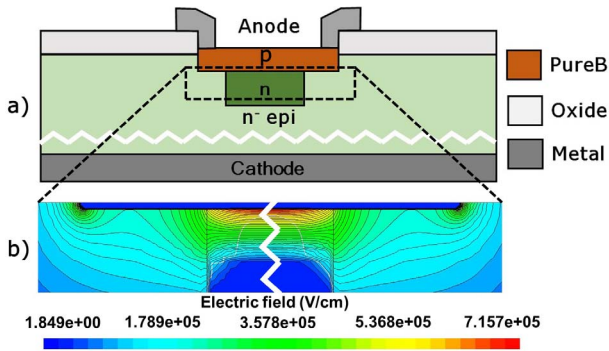 a)
Anode
p
n
n⁻ epi
Cathode
PureB
Oxide
Metal
b)
Electric field (V/cm)
1.849e+00 1.789e+05 3.578e+05 5.368e+05 7.157e+05